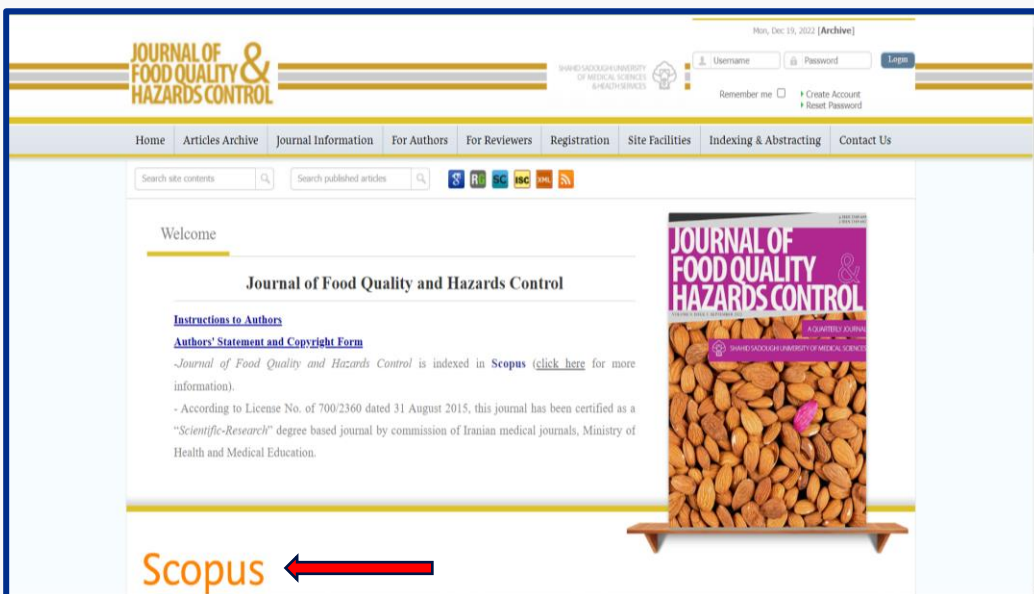 Mon, Dec 19, 2022 [Archive]
JOURNAL OF
FOOD QUALITY &
HAZARDS CONTROL
SHAHID SADOUGHI UNIVERSITY
OF MEDICAL SCIENCES
& HEALTH SERVICES
Username Password Login
Remember me Create Account
Reset Password
Home Articles Archive Journal Information For Authors For Reviewers Registration Site Facilities Indexing & Abstracting Contact Us
Search site contents Search published articles RG SC ISC XML
Welcome
Journal of Food Quality and Hazards Control
Instructions to Authors
Authors' Statement and Copyright Form
-Journal of Food Quality and Hazards Control is indexed in Scopus (click here for more
information).
- According to License No. of 700/2360 dated 31 August 2015, this journal has been certified as a
“Scientific-Research” degree based journal by commission of Iranian medical journals, Ministry of
Health and Medical Education.
JOURNAL OF
FOOD QUALITY &
HAZARDS CONTROL
A QUARTERLY JOURNAL
SHAHID SADOUGHI UNIVERSITY OF MEDICAL SCIENCES
Scopus